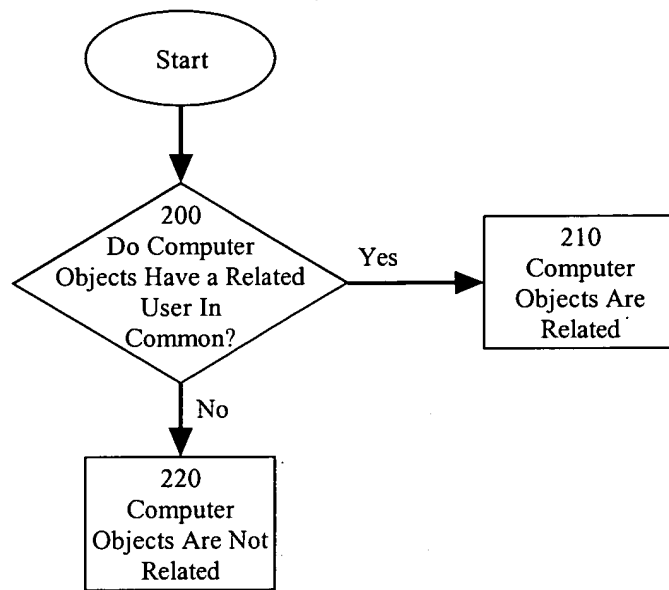 Start
200
Do Computer
Objects Have a Related
User In
Common?
Yes
210
Computer
Objects Are
Related
No
220
Computer
Objects Are Not
Related